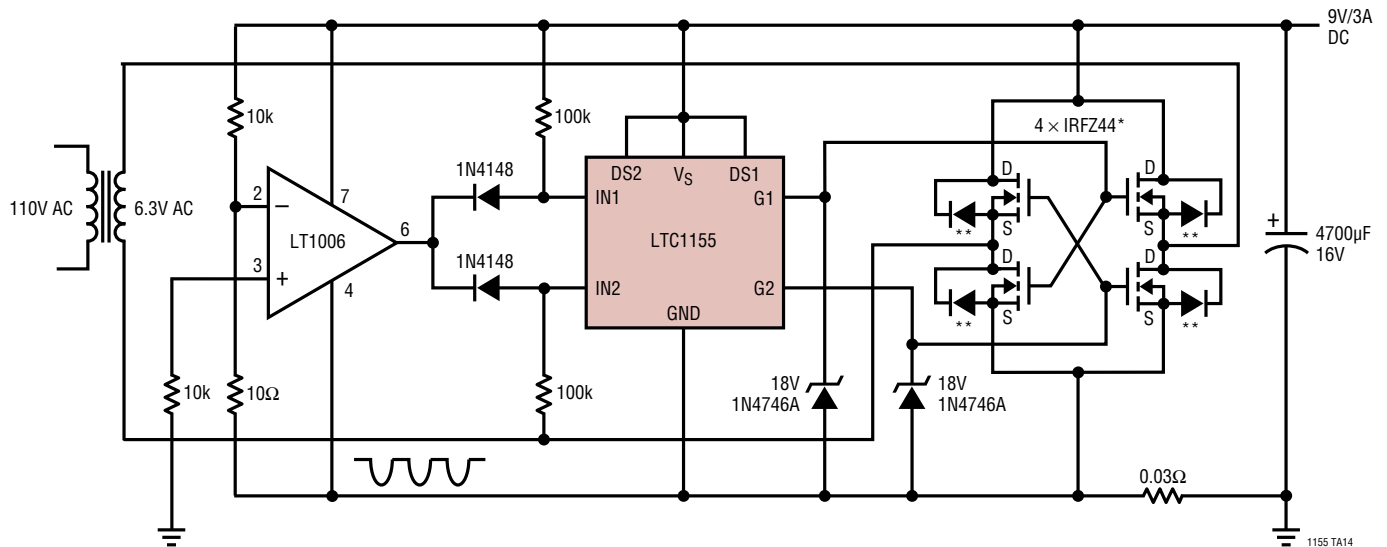 9V/3A
DC
10k
100k
4 × IRFZ44*
1N4148
DS2
VS
DS1
D
D
2
7
IN1
G1
110V AC
6.3V AC
−
LT1006
6
LTC1155
**
S
S
**
+
4700µF
16V
3
+
1N4148
D
D
4
IN2
G2
GND
**
S
S
**
10k
10Ω
100k
18V
1N4746A
18V
1N4746A
0.03Ω
1155 TA14